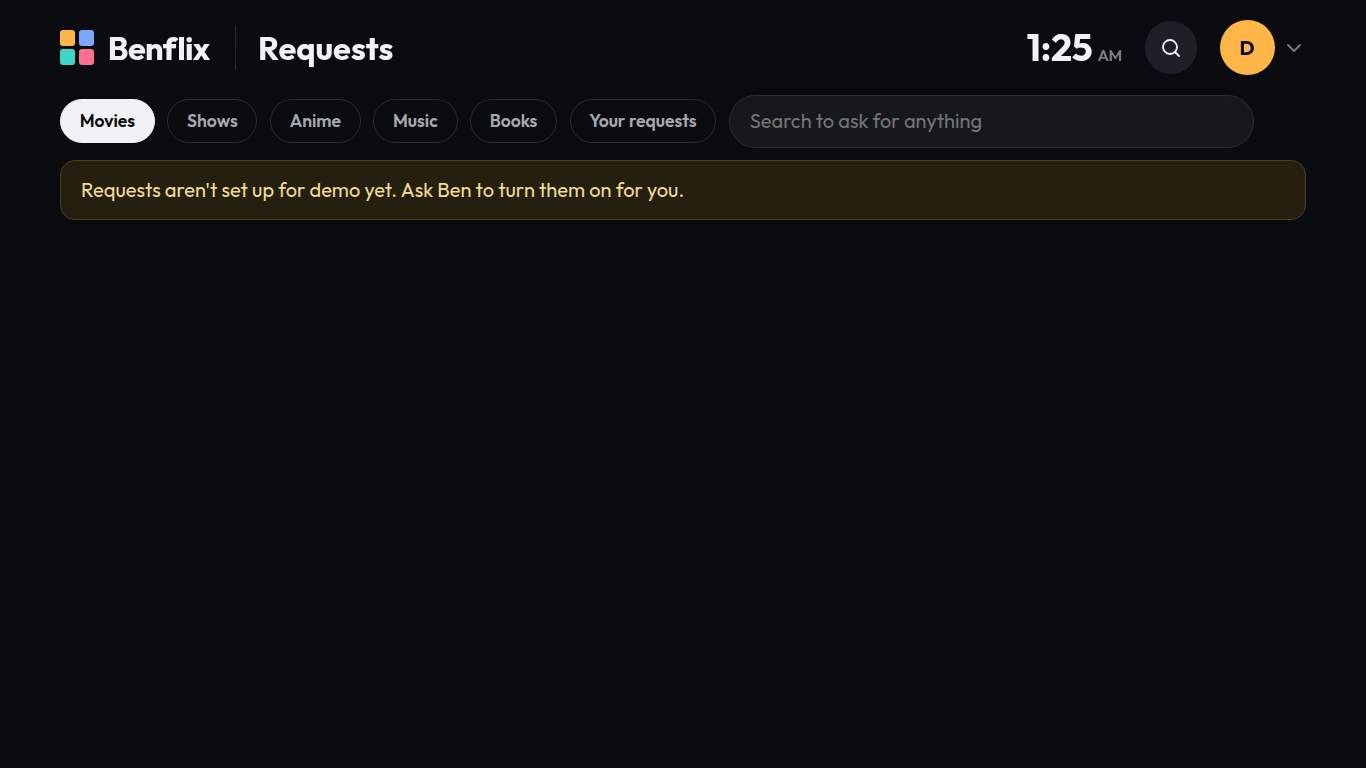 Benflix
Requests
1:25 AM
D
Movies
Shows
Anime
Music
Books
Your requests
Search to ask for anything
Requests aren't set up for demo yet. Ask Ben to turn them on for you.